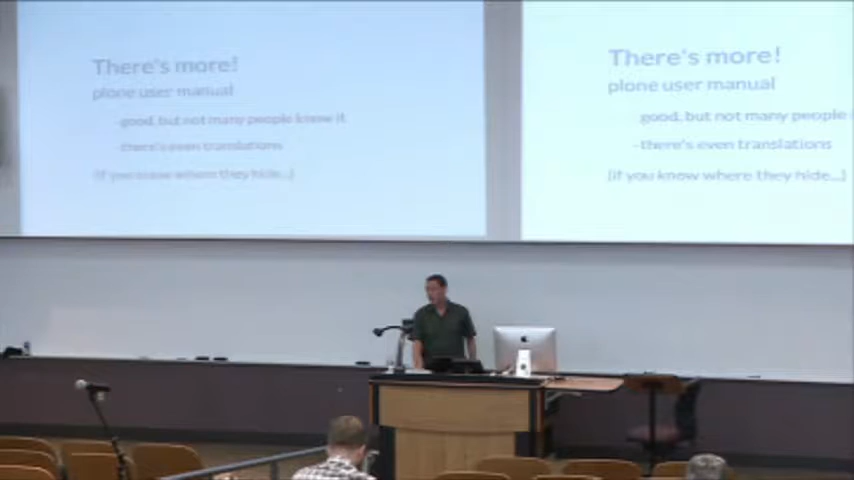 There's more!
plone user manual
-good, but not many people know it
-there's even translations
(if you know where they hide...)
There's more!
plone user manual
good, but not many people
-there's even translations
(if you know where they hide...)